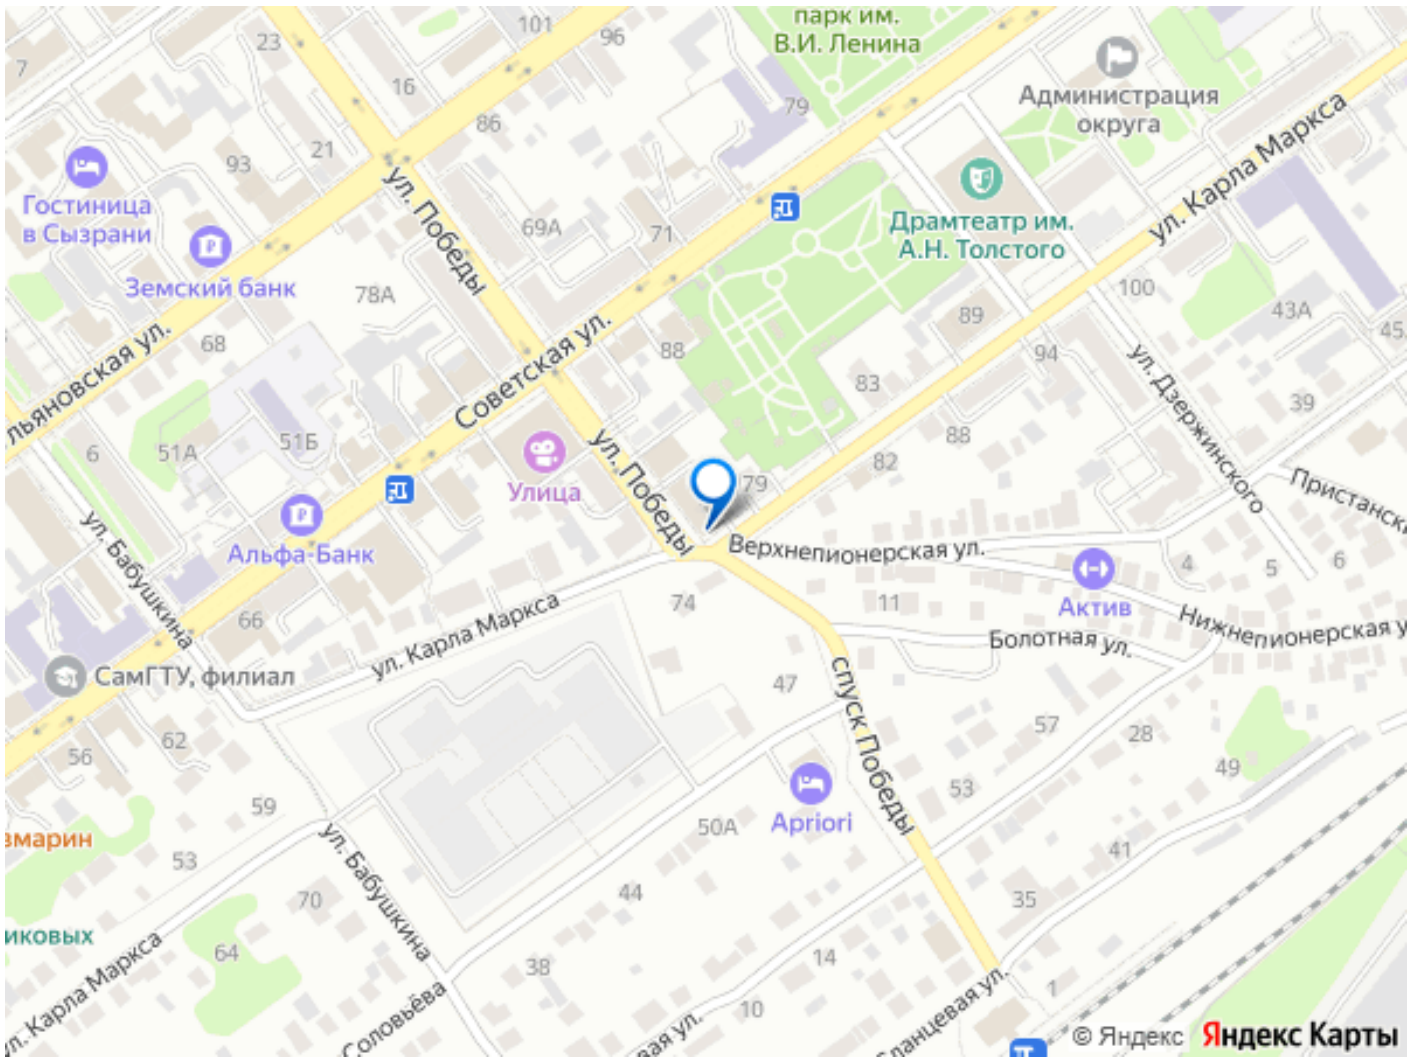 парк им.
В.И. Ленина
101
96
23
7
16
86
79
Администрация
округа
21
93
ул. Победы
ул. Карла Маркса
Гостиница
в Сызрани
69А
71
Драмтеатр им.
А.Н. Толстого
Земский банк
78А
100
43А
45
89
68
88
94
льяновская ул.
Советская ул.
ул. Дзержинского
83
39
6
51А
51Б
88
82
ул. Победы
Улица
79
Пристанск
ул. Бабушкина
Альфа-Банк
Верхнепионерская ул.
4
5
6
Актив
74
11
66
ул. Карла Маркса
Нижнепионерская у
Болотная ул.
СамГТУ, филиал
47
спуск Победы
57
28
62
56
49
53
59
Apriori
50А
змарин
ул. Бабушкина
53
41
44
35
70
иковых
64
л. Карла Маркса
38
14
1
10
Соловьёва
вая ул.
ланцевая ул.
© Яндекс Яндекс Карты